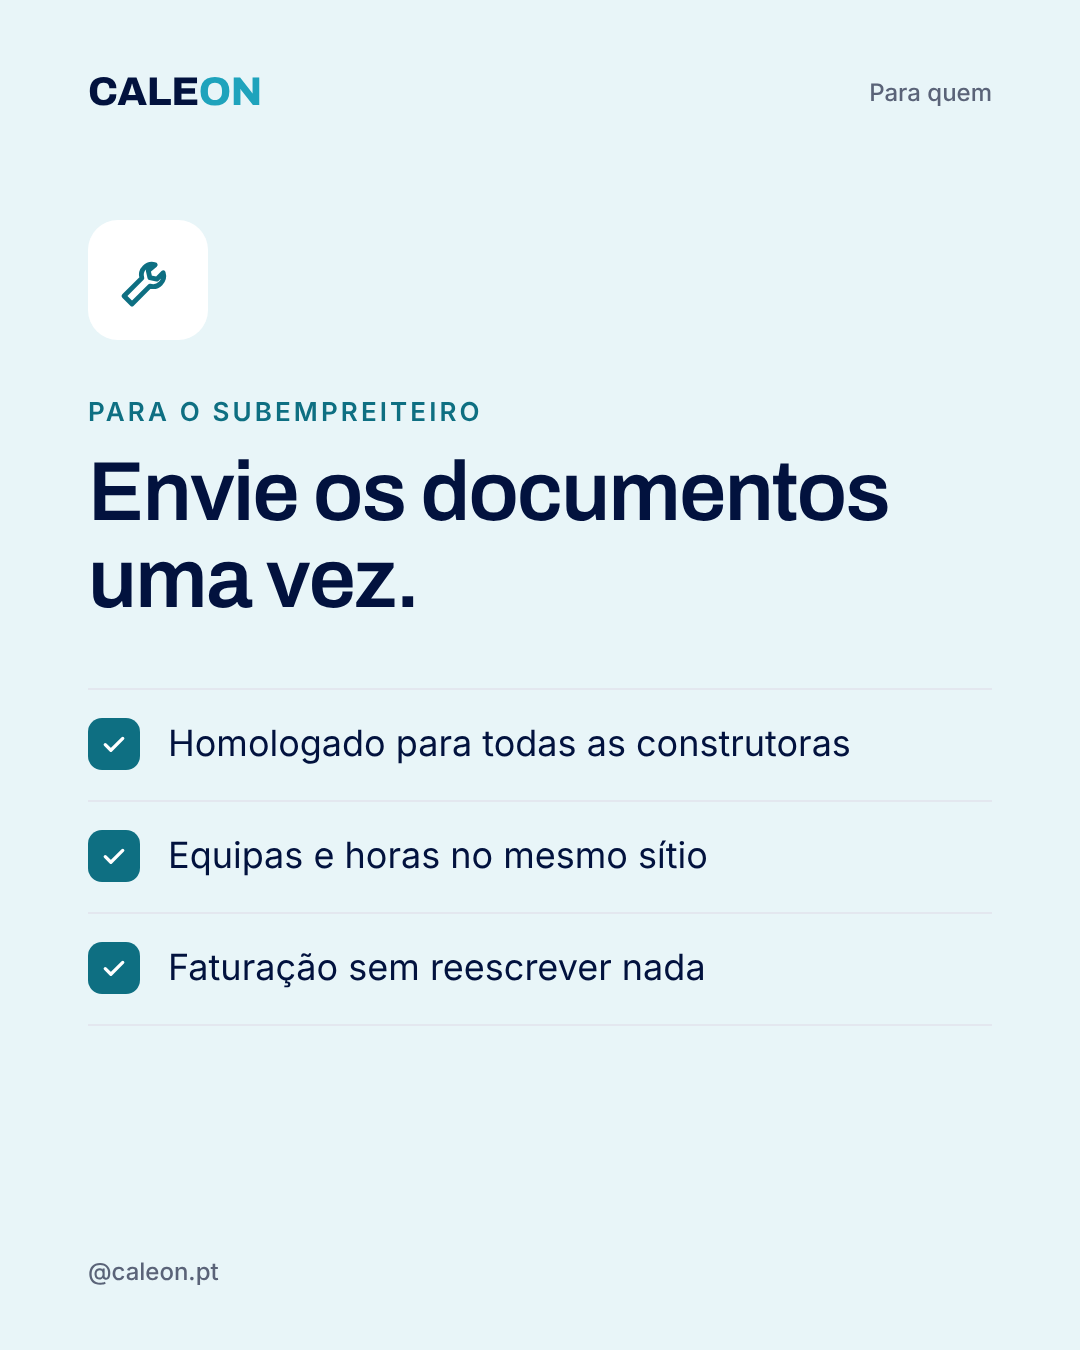 CALEON
Para quem
PARA O SUBEMPREITEIRO
Envie os documentos
uma vez.
Homologado para todas as construtoras
Equipas e horas no mesmo sítio
Faturação sem reescrever nada
@caleon.pt